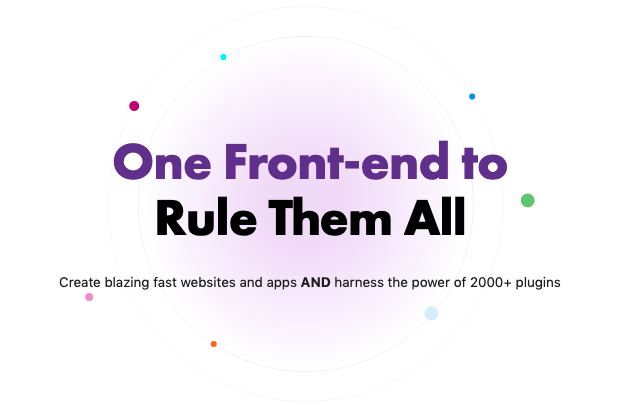 One Front-end to
Rule Them All
Create blazing fast websites and apps AND harness the power of 2000+ plugins